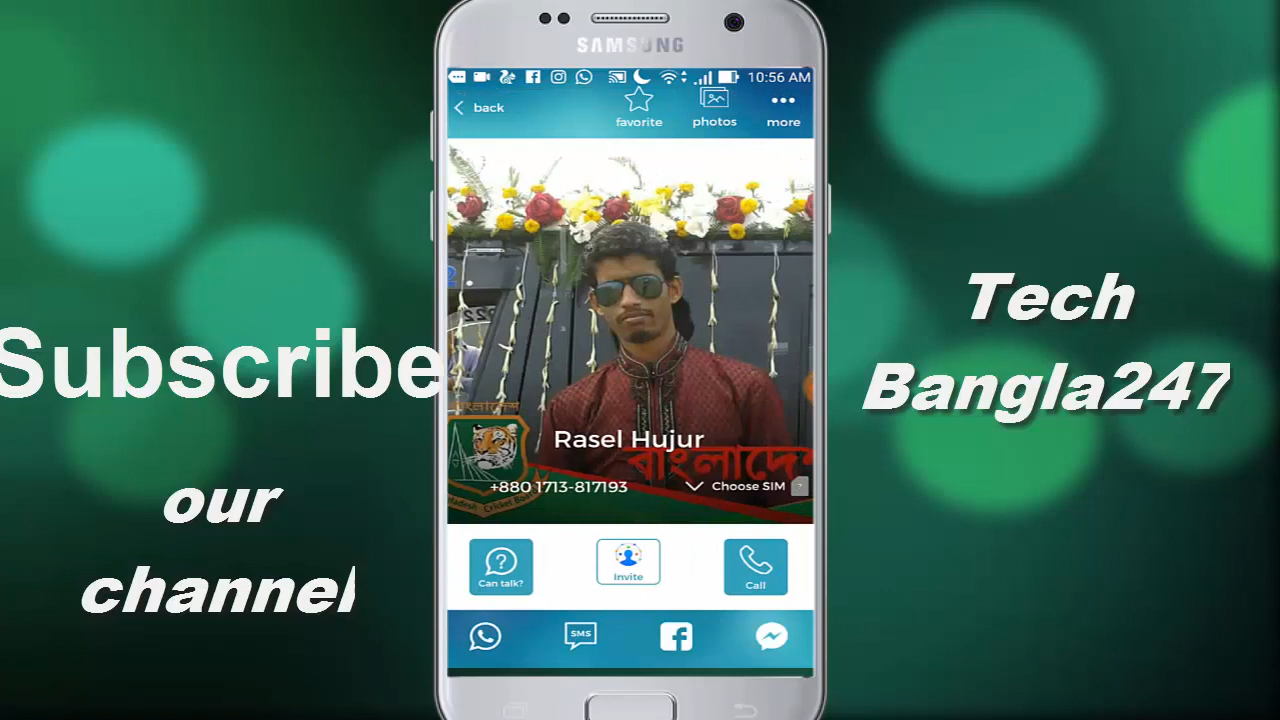 SAMSUNG
10:56 AM
back
favorite
photos
more
Subscribe
our
channel
Tech
Bangla247
বাংলাদেশ
Rasel Hujur
বাংলাদেশ
+880 1713-817193
Choose SIM
?
Can talk?
Invite
Call
SMS